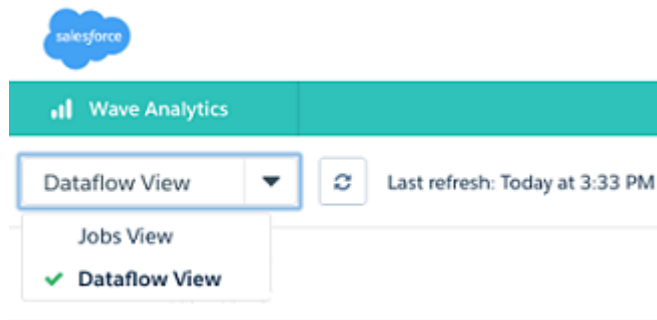 salesforce
Wave Analytics
Dataflow View
Last refresh: Today at 3:33 PM
Jobs View
Dataflow View